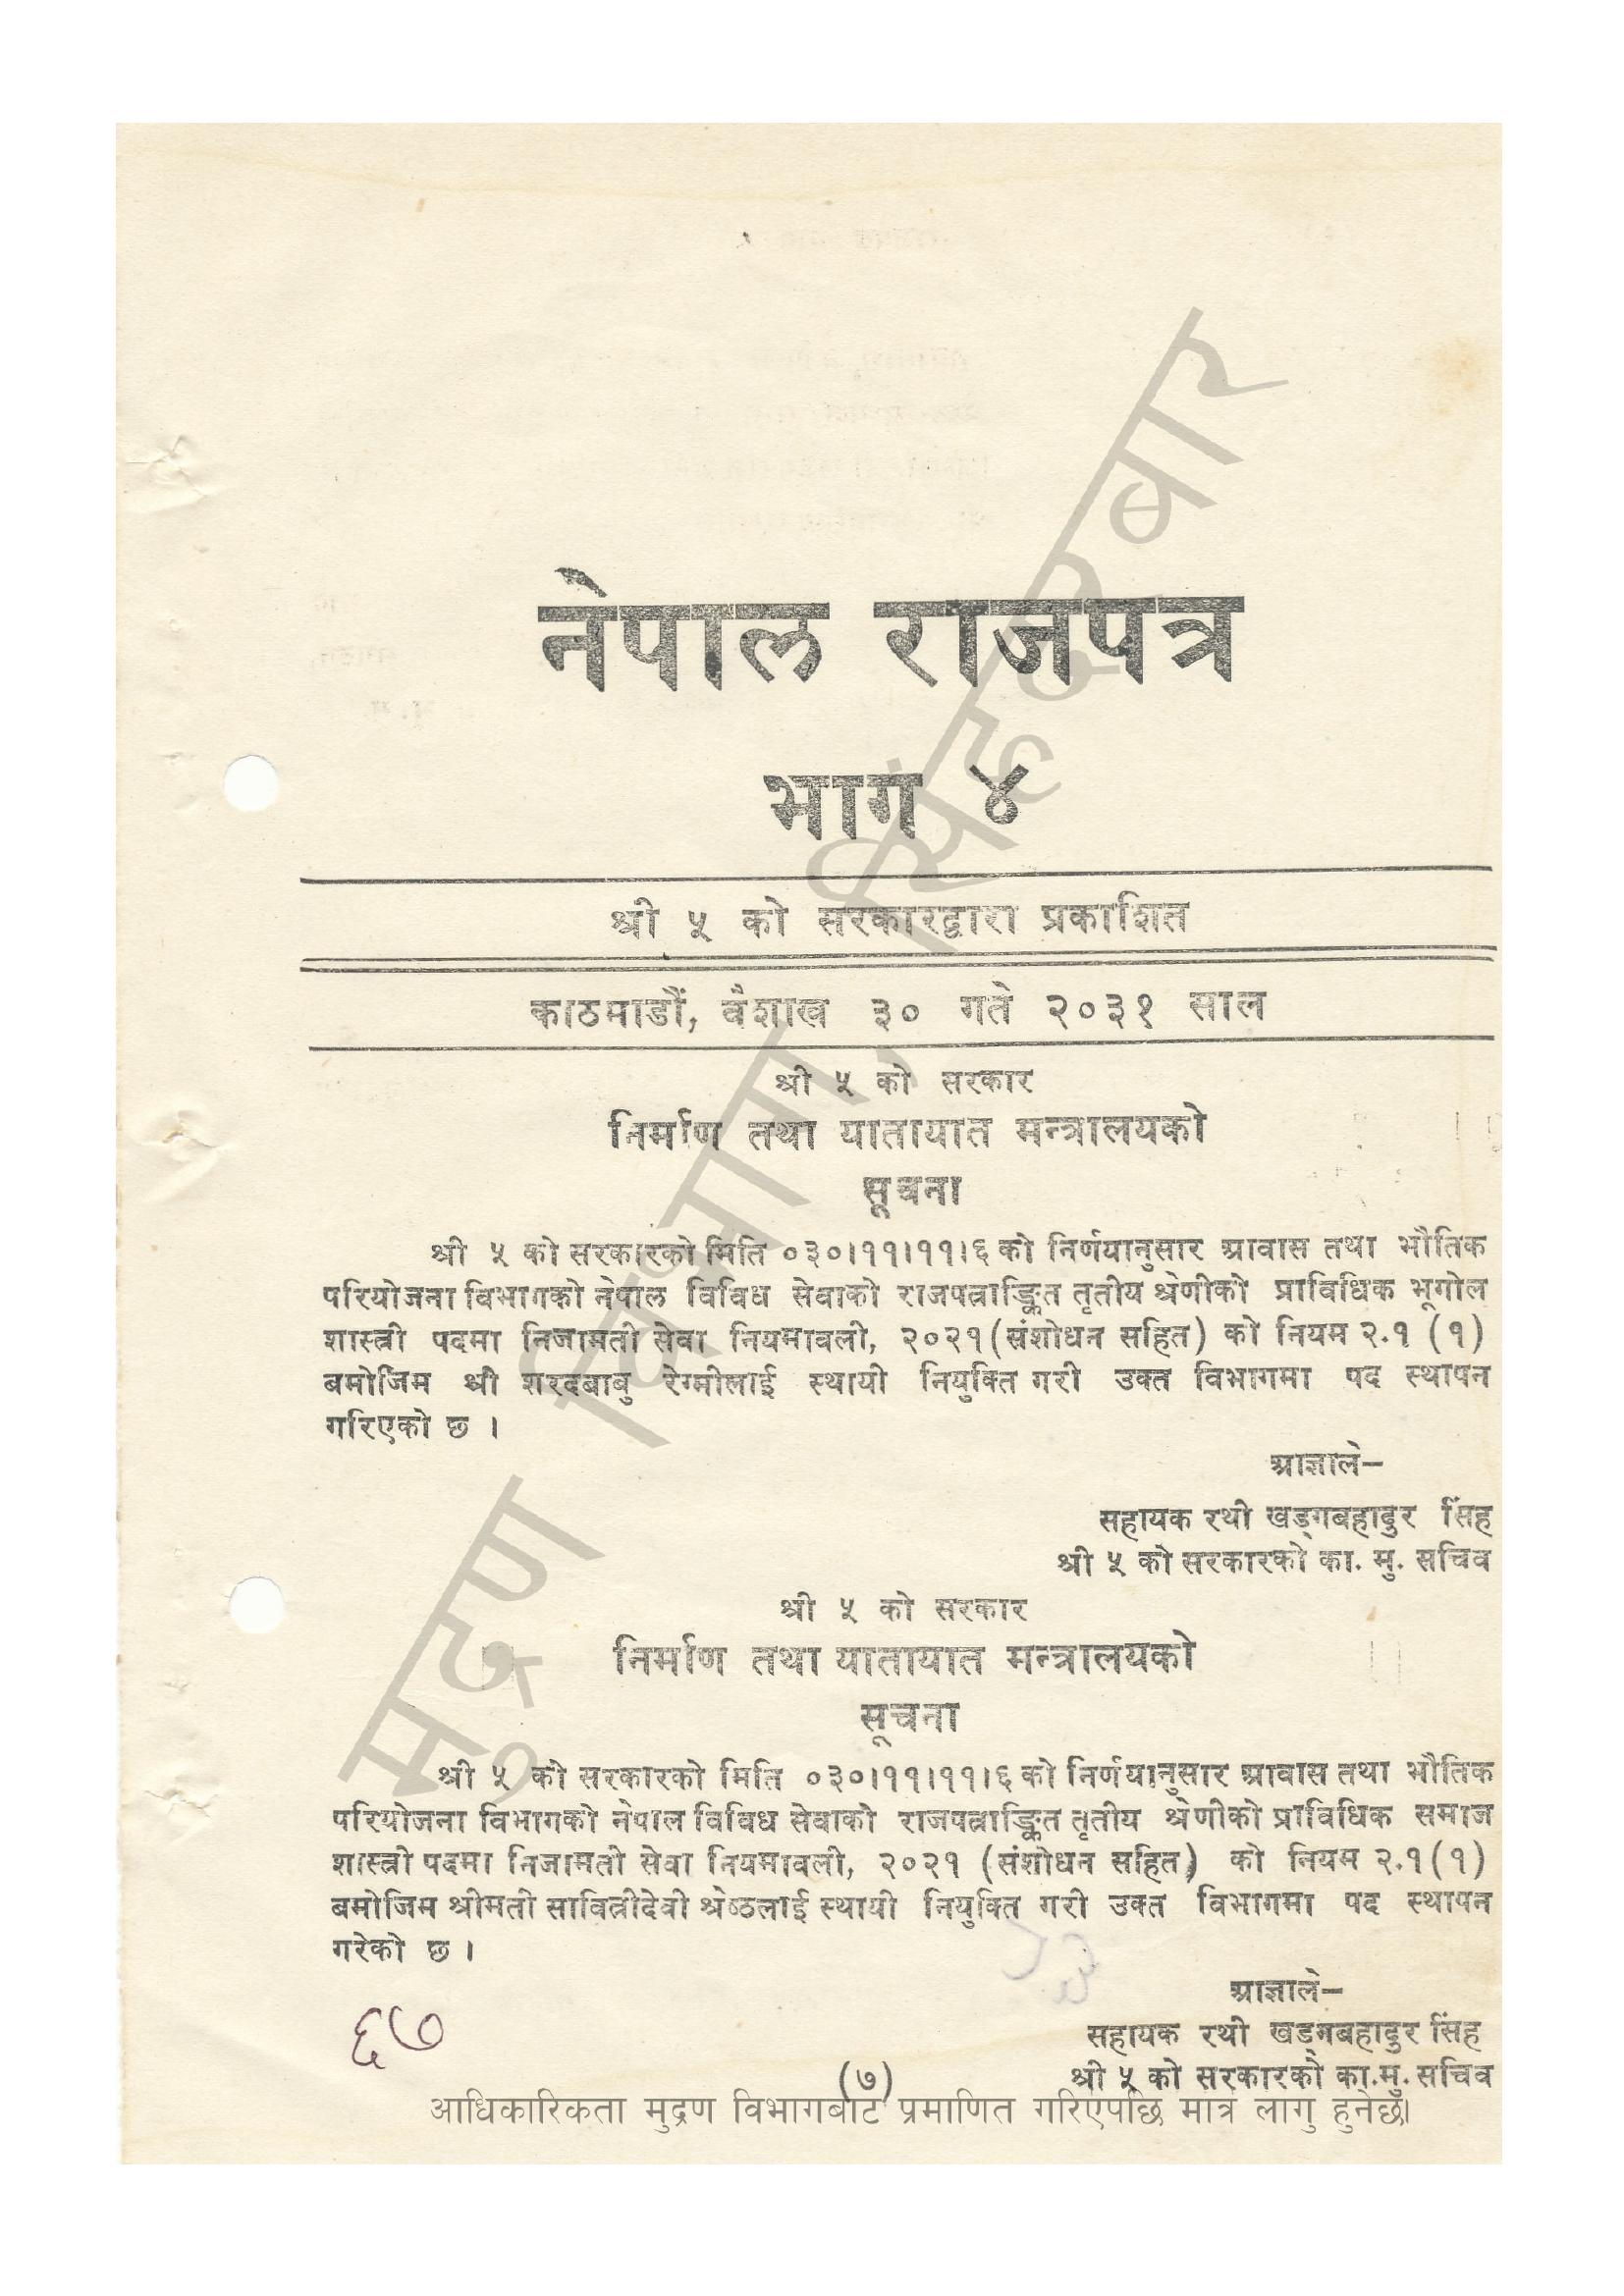 नेपाल राजपत्र
भाग ४
श्री ५ को सरकारद्वारा प्रकाशित
काठमाडौं, वैशाख ३० गते २०३१ साल
श्री ५ को सरकार
निर्माण तथा यातायात मन्त्रालयको
सूचना
श्री ५ को सरकारको मिति ०३०।११।११।६ को निर्णयानुसार आवास तथा भौतिक
परियोजना विभागको नेपाल विविध सेवाको राजपत्राङ्कित तृतीय श्रेणीको प्राविधिक भूगोल
शास्त्री पदमा निजामती सेवा नियमावली, २०२१ (संशोधन सहित) को नियम २.१ (१)
बमोजिम श्री शरदबाबु रेग्मीलाई स्थायी नियुक्ति गरी उक्त विभागमा पद स्थापन
गरिएको छ ।
आज्ञाले–
सहायक रथी खड्गबहादुर सिंह
श्री ५ को सरकारको का. मु. सचिव
श्री ५ को सरकार
निर्माण तथा यातायात मन्त्रालयको
सूचना
श्री ५ को सरकारको मिति ०३०।११।११।६ को निर्णयानुसार आवास तथा भौतिक
परियोजना विभागको नेपाल विविध सेवाको राजपत्राङ्कित तृतीय श्रेणीको प्राविधिक समाज
शास्त्री पदमा निजामती सेवा नियमावली, २०२१ (संशोधन सहित) को नियम २.१ (१)
बमोजिम श्रीमती सावित्रीदेवी श्रेष्ठलाई स्थायी नियुक्ति गरी उक्त विभागमा पद स्थापन
गरेको छ ।
आज्ञाले–
सहायक रथी खड्गबहादुर सिंह
श्री ५ को सरकारको का.मु. सचिव
६७
(७)
आधिकारिकता मुद्रण विभागबाट प्रमाणित गरिएपछि मात्र लागु हुनेछ।
मुद्रण विभाग, सिंहदरबार